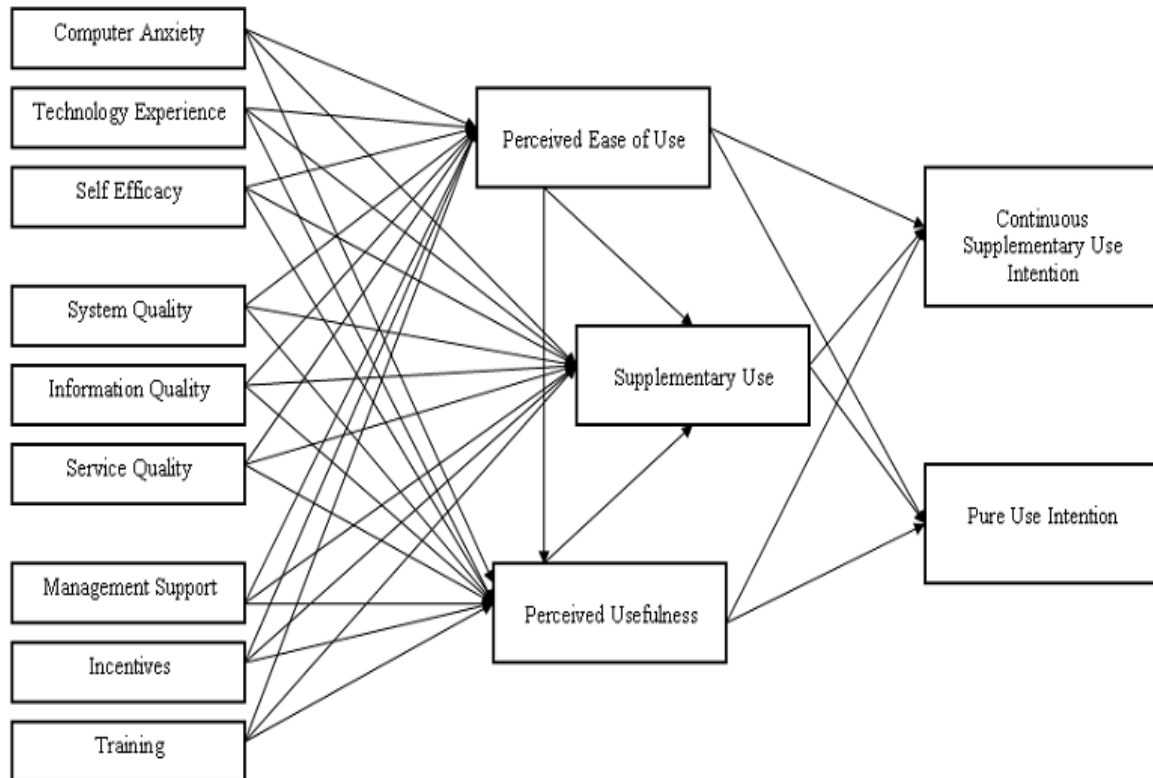 Computer Anxiety
Technology Experience
Self Efficacy
System Quality
Information Quality
Service Quality
Management Support
Incentives
Training
Perceived Ease of Use
Supplementary Use
Perceived Usefulness
Continuous
Supplementary Use
Intention
Pure Use Intention